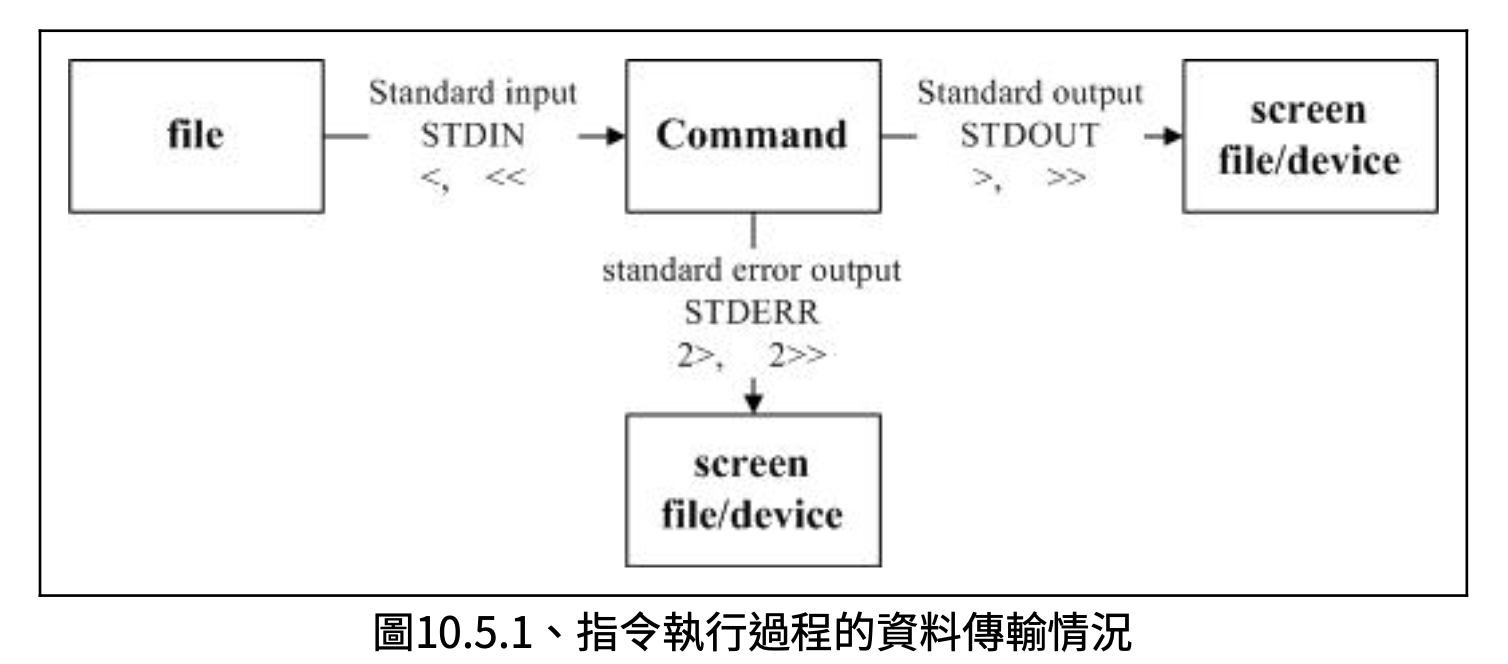 file
Standard input
STDIN
<, <<
Command
Standard output
STDOUT
>, >>
screen
file/device
standard error output
STDERR
2>, 2>>
screen
file/device
圖10.5.1、指令執行過程的資料傳輸情況